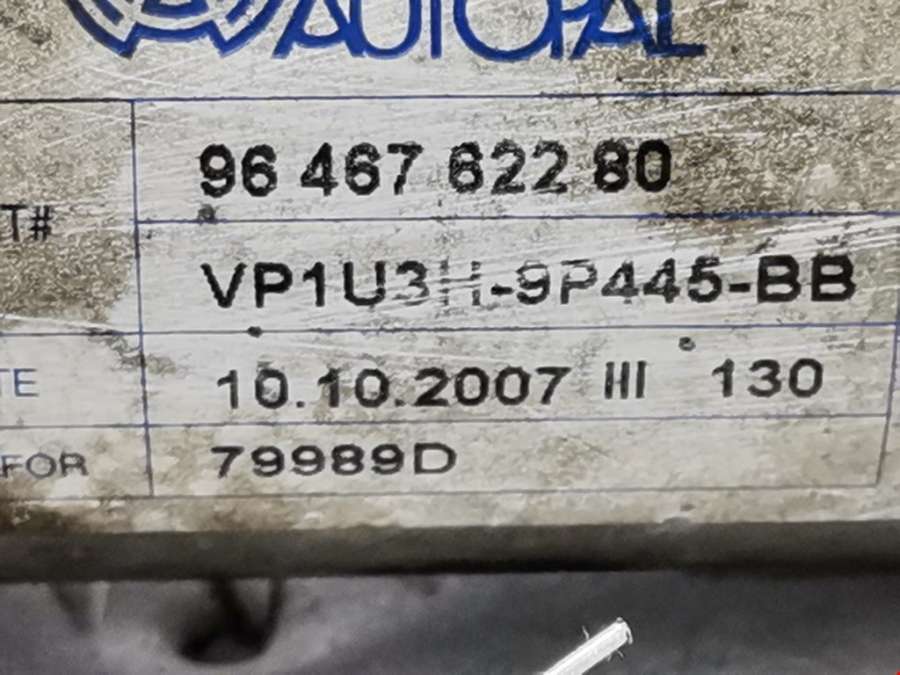 AUTOPAL
96 467 622 80
T#
VP1U3H-9P445-BB
TE 10.10.2007 III 130
FOR 79989D